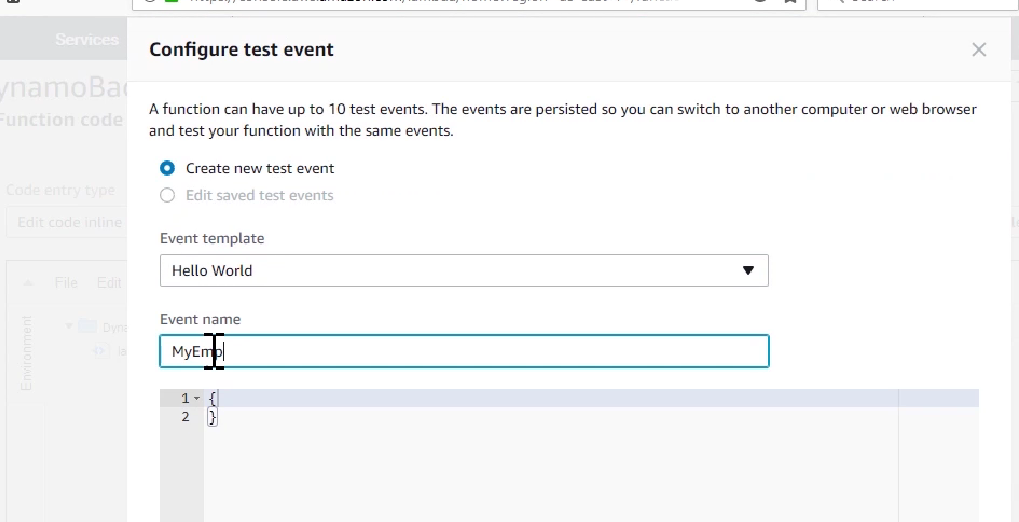 Services
Configure test event
ynamoBac
Function code
A function can have up to 10 test events. The events are persisted so you can switch to another computer or web browser
and test your function with the same events.
Create new test event
Code entry type
Edit saved test events
Edit code inline
Event template
Hello World
File Edit
Event name
Environment
Dyna
MyEmp
1 {
2 }